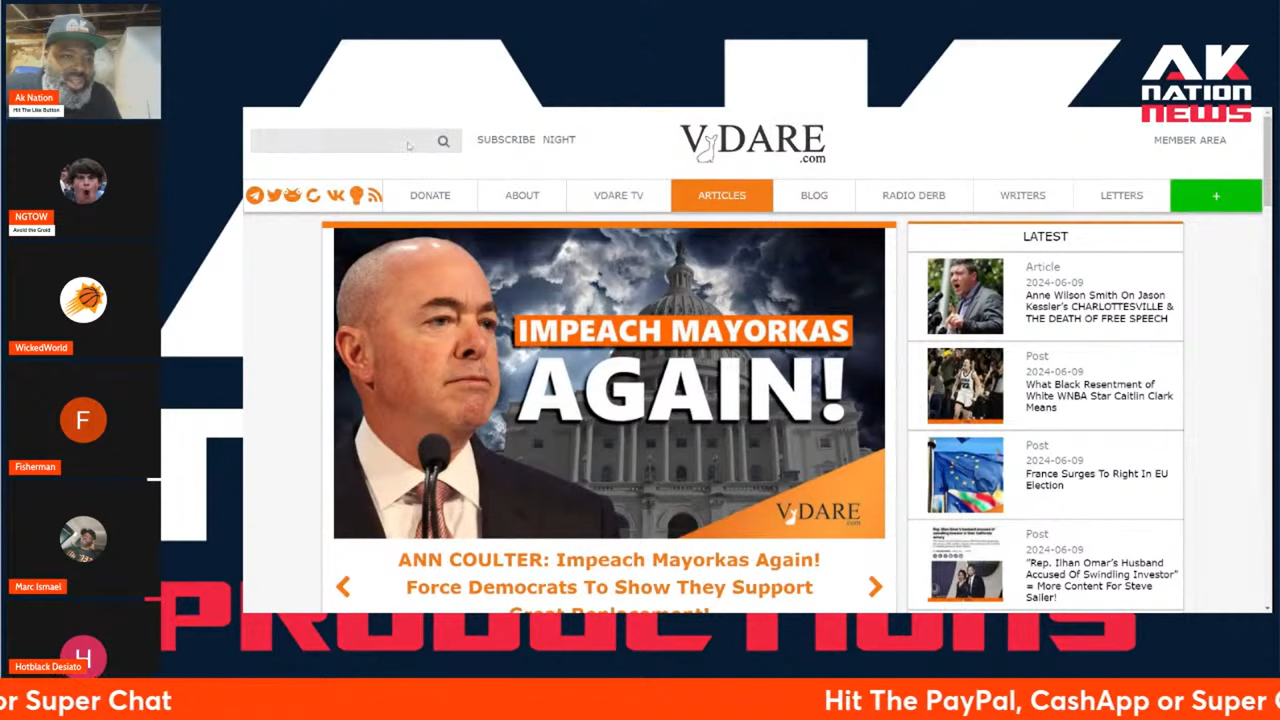 AK
NATION
NEWS
Ak Nation
Hit The Like Button
NGTOW
Avoid the Groid
WickedWorld
F
Fisherman
Marc Ismael
Hotblack Desiato
SUBSCRIBE NIGHT
VDARE
.com
MEMBER AREA
DONATE
ABOUT
VDARE TV
ARTICLES
BLOG
RADIO DERB
WRITERS
LETTERS
+
IMPEACH MAYORKAS
AGAIN!
VDARE
.com
ANN COULTER: Impeach Mayorkas Again!
Force Democrats To Show They Support
Great Replacement!
LATEST
Article
2024-06-09
Anne Wilson Smith On Jason
Kessler's CHARLOTTESVILLE &
THE DEATH OF FREE SPEECH
Post
2024-06-09
What Black Resentment of
White WNBA Star Caitlin Clark
Means
Post
2024-06-09
France Surges To Right In EU
Election
Post
2024-06-09
"Rep. Ilhan Omar's Husband
Accused Of Swindling Investor"
= More Content For Steve
Sailer!
PRODUCTIONS
or Super Chat
Hit The PayPal, CashApp or Super C